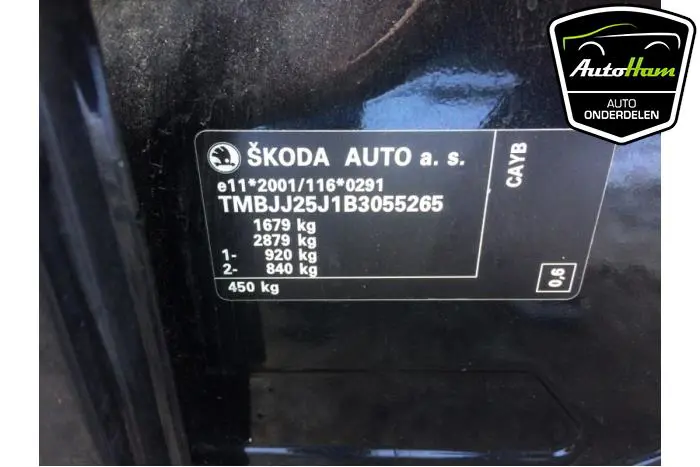 AutoHam
AUTO
ONDERDELEN
ŠKODA AUTO a. s.
e11*2001/116*0291
TMBJJ25J1B3055265
1679 kg
2879 kg
1- 920 kg
2- 840 kg
450 kg
CAYB
0,6